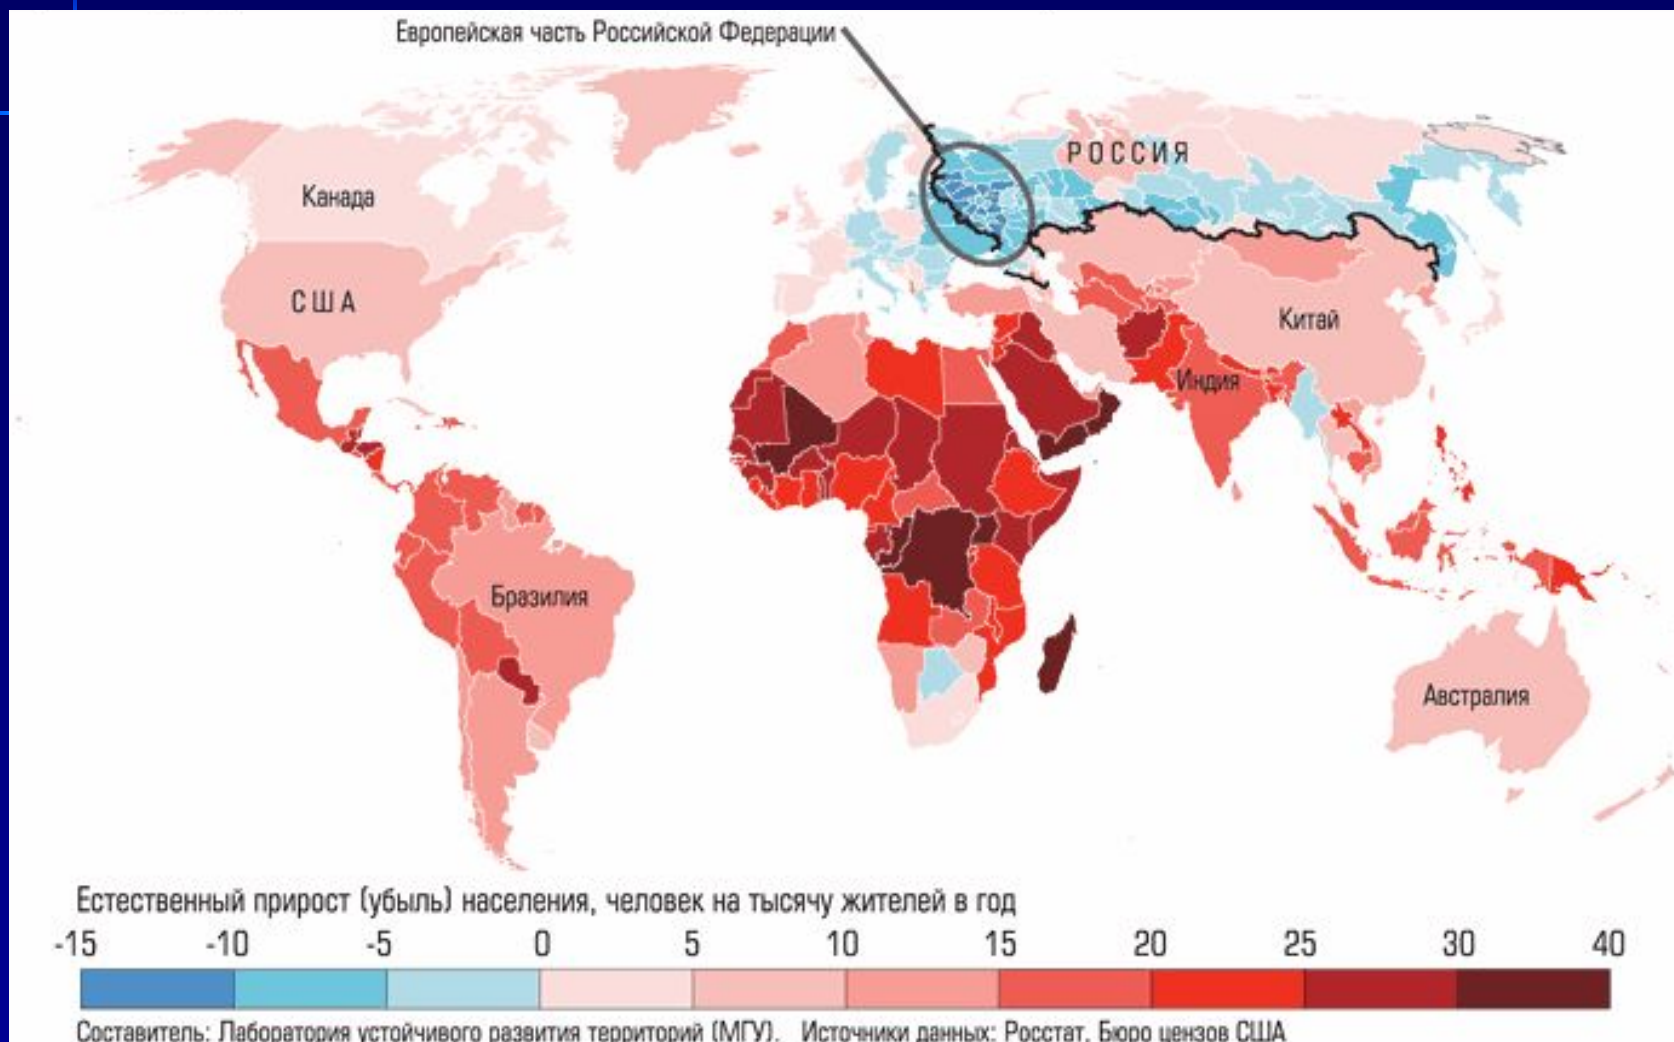 Европейская часть Российской Федерации
РОССИЯ
Канада
США
Китай
Индия
Бразилия
Австралия
Естественный прирост (убыль) населения, человек на тысячу жителей в год
-15 -10 -5 0 5 10 15 20 25 30 40
Составитель: Лаборатория устойчивого развития территорий (МГУ). Источники данных: Росстат, Бюро цензов США